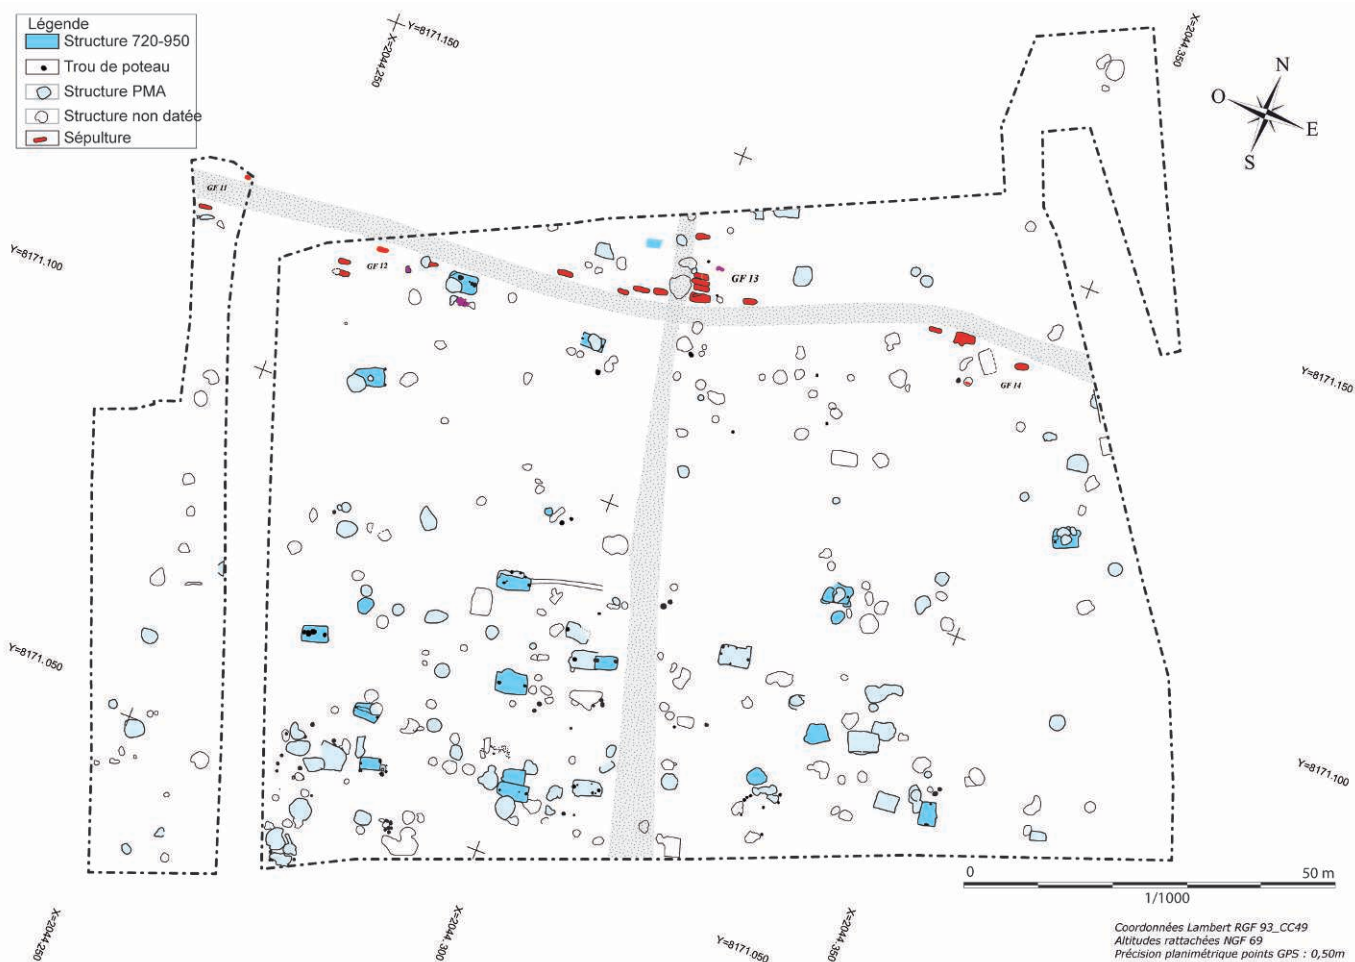 Légende
Structure 720-950
Trou de poteau
Structure PMA
Structure non datée
Sépulture
Y=8171.150
X=2044.250
X=2044.350
N
O
E
S
GF 11
Y=8171.100
GF 12
GF 13
GF 14
Y=8171.150
Y=8171.050
Y=8171.100
0
50 m
1/1000
X=2044.250
X=2044.300
X=2044.350
Y=8171.050
Coordonnées Lambert RGF 93_CC49
Altitudes rattachées NGF 69
Précision planimétrique points GPS : 0,50m